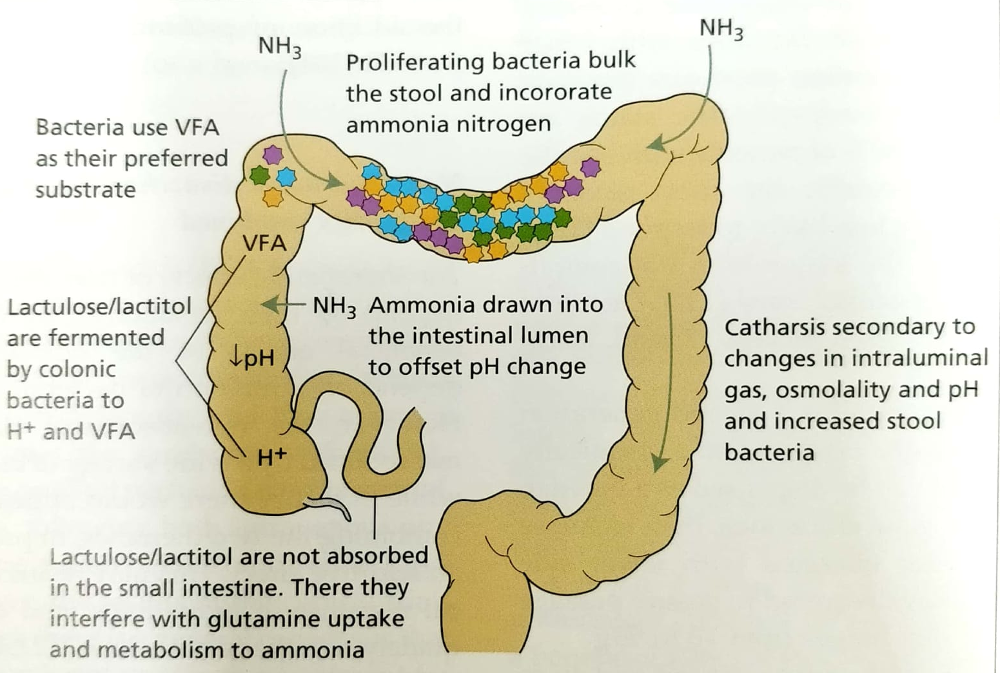 NH₃
NH₃
Proliferating bacteria bulk
the stool and incororate
ammonia nitrogen
Bacteria use VFA
as their preferred
substrate
VFA
Lactulose/lactitol
are fermented
by colonic
bacteria to
H⁺ and VFA
NH₃
Ammonia drawn into
the intestinal lumen
to offset pH change
↓pH
H⁺
Catharsis secondary to
changes in intraluminal
gas, osmolality and pH
and increased stool
bacteria
Lactulose/lactitol are not absorbed
in the small intestine. There they
interfere with glutamine uptake
and metabolism to ammonia